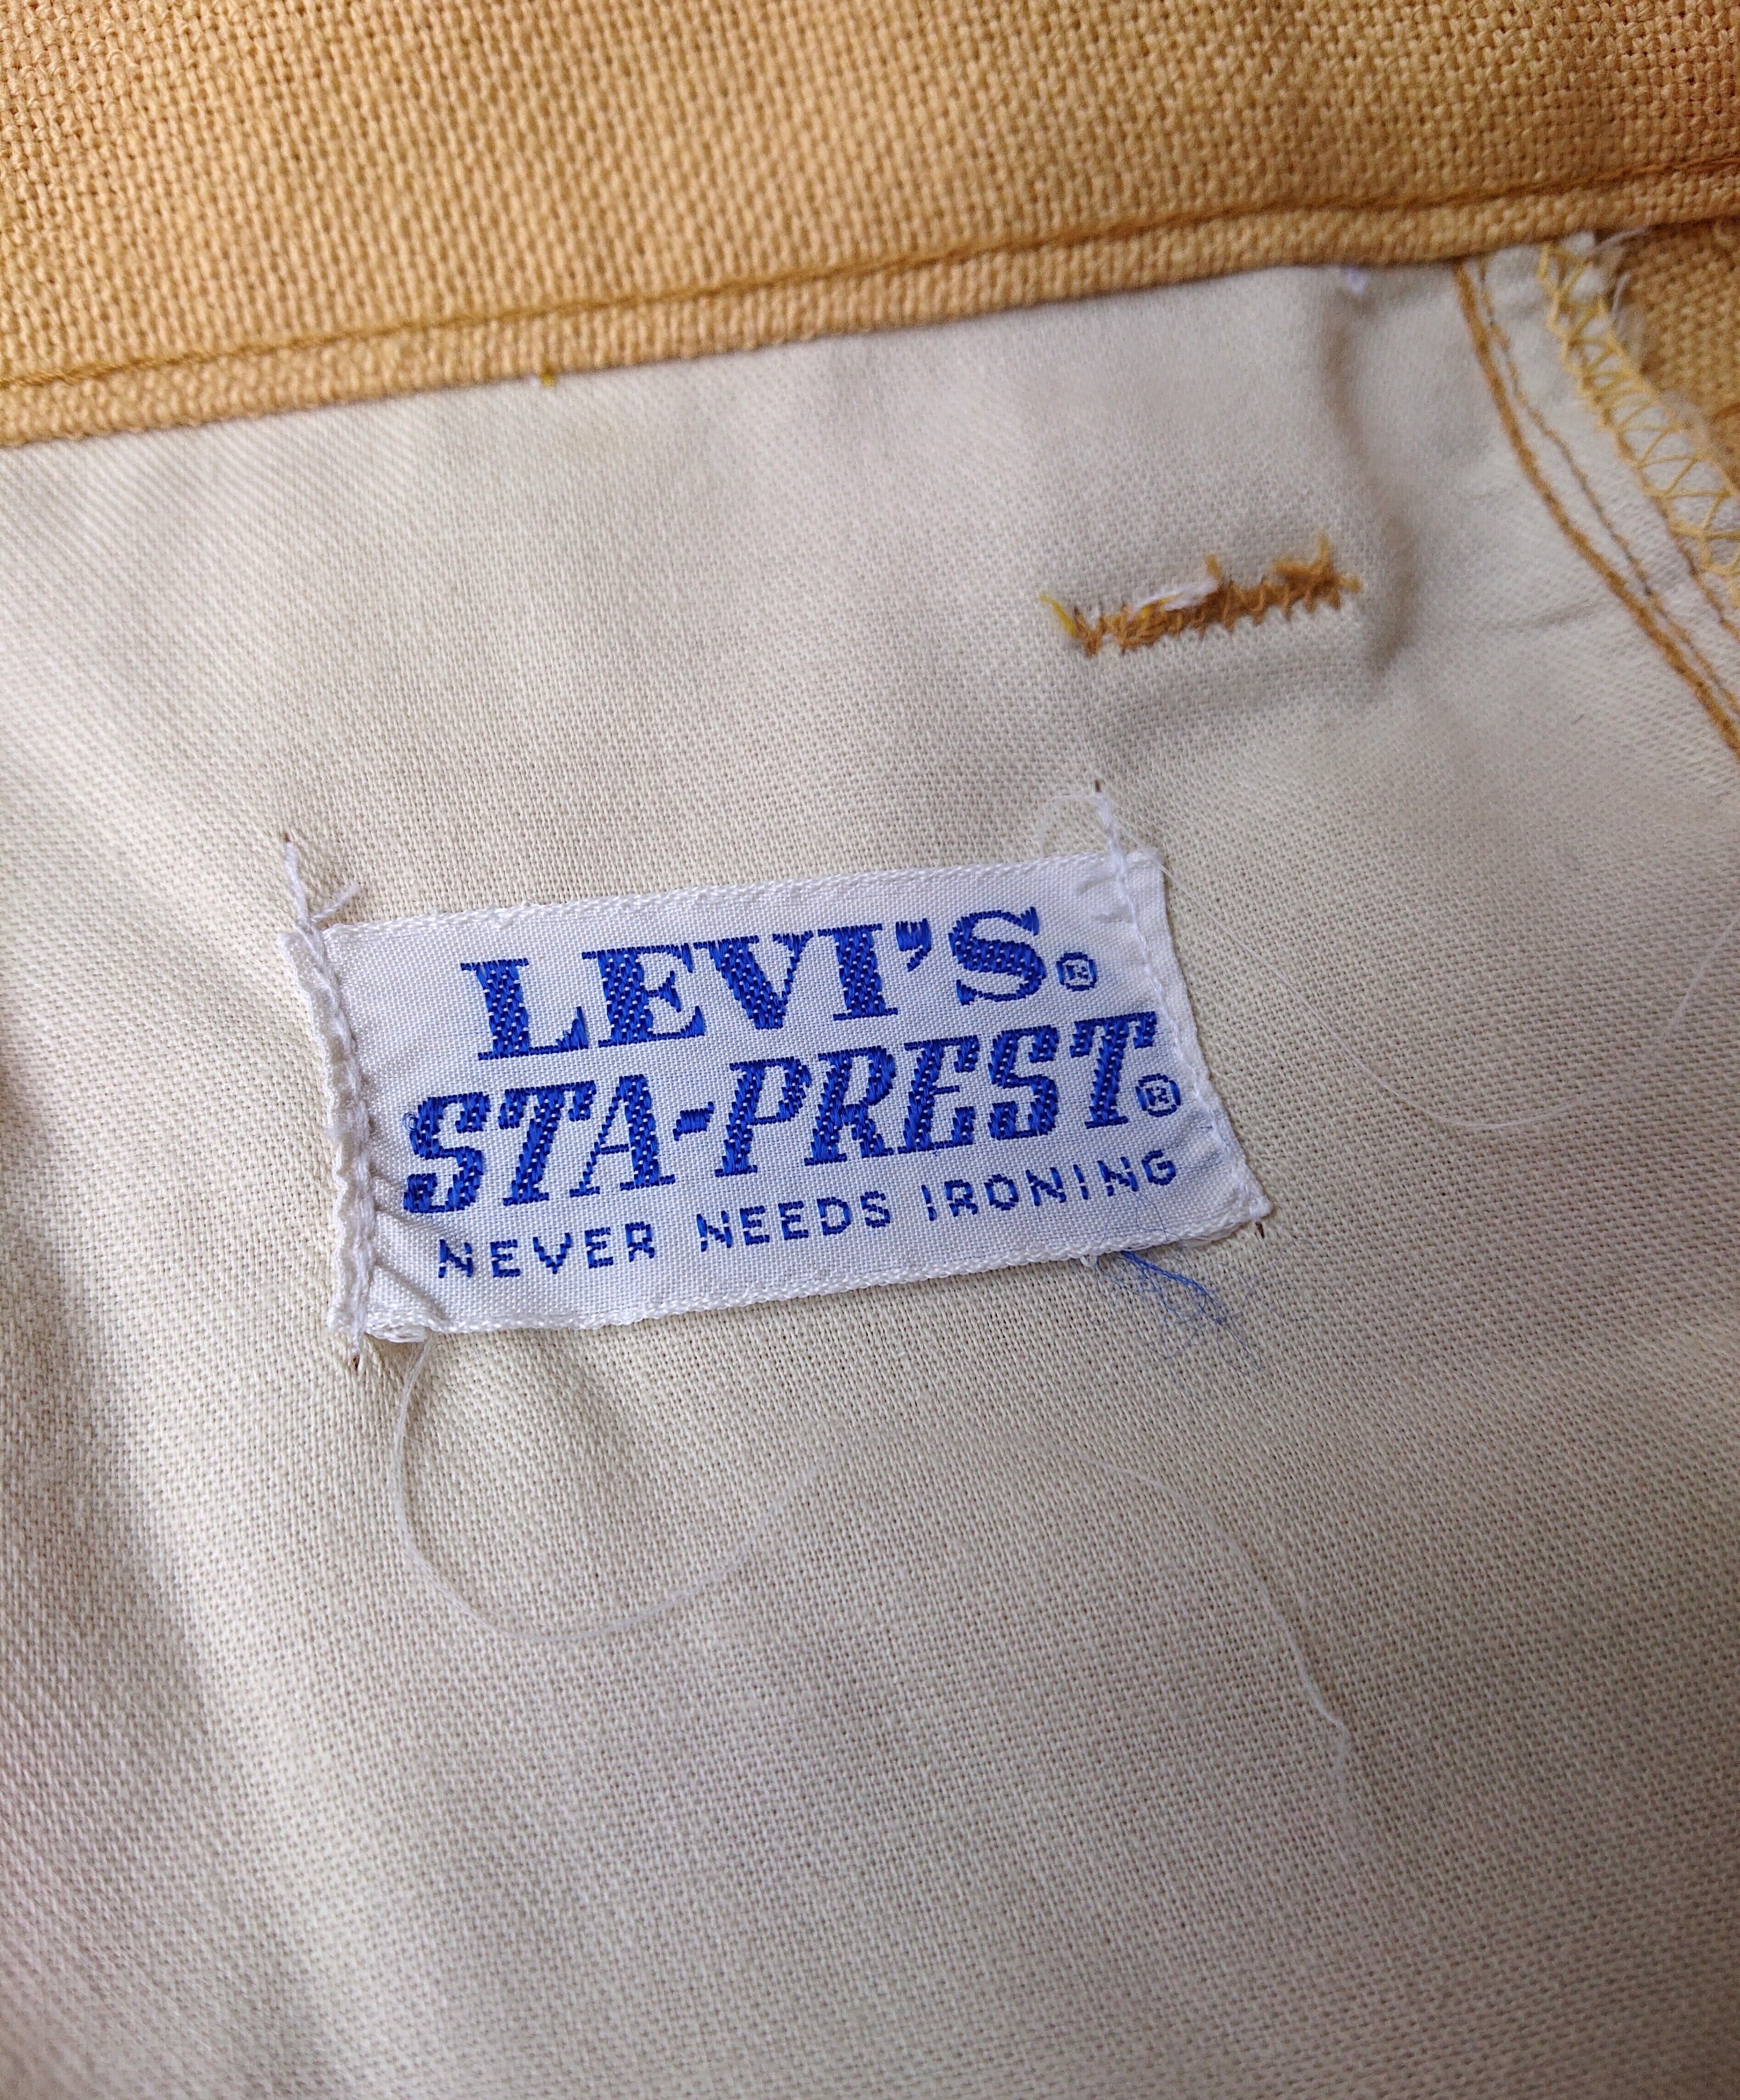 LEVI'S®
STA-PREST®
NEVER NEEDS IRONING